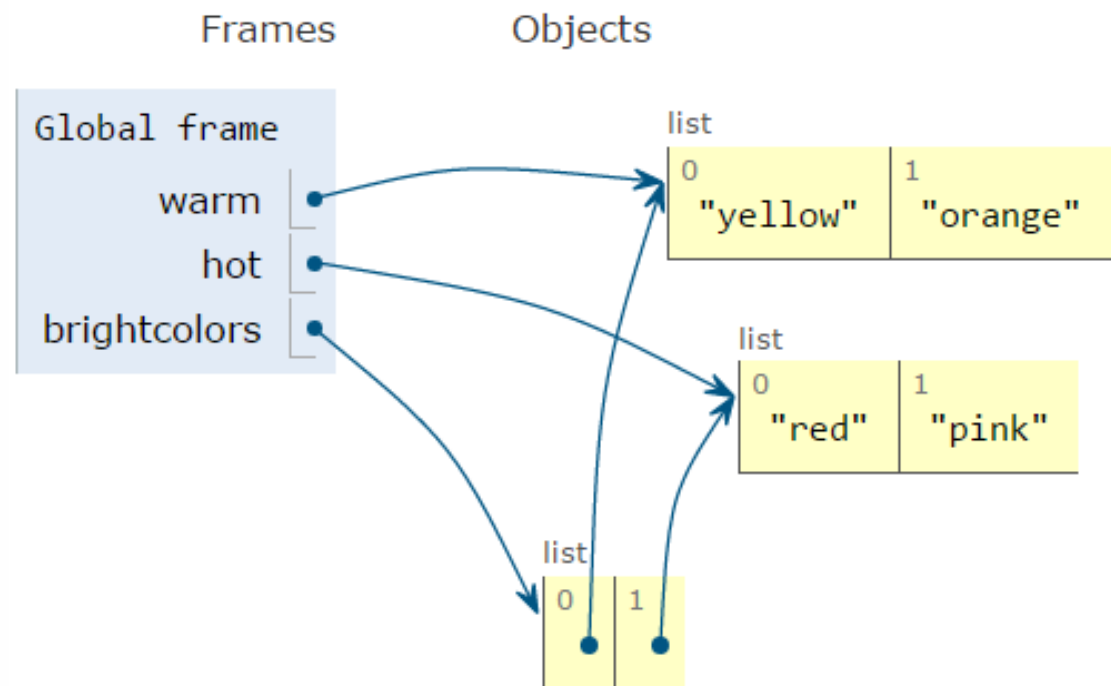 Frames Objects
Global frame
warm
hot
brightcolors
list
0 1
"yellow" "orange"
list
0 1
"red" "pink"
list
0 1